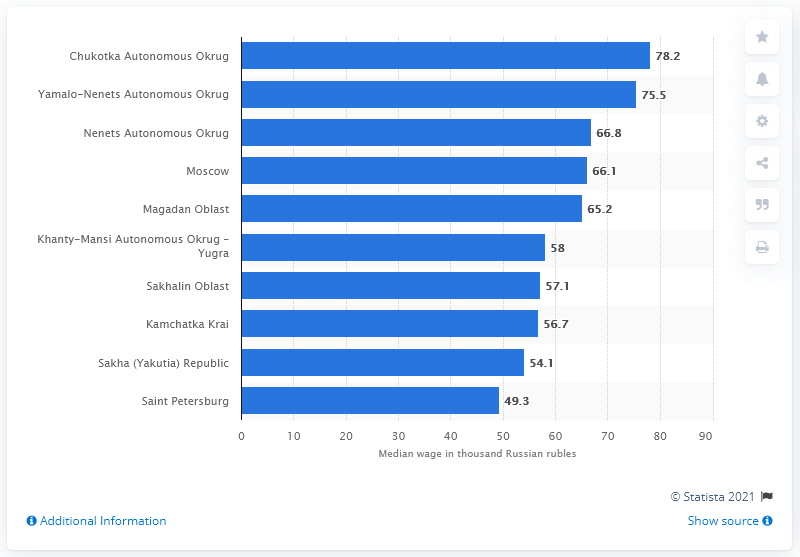 Chukotka Autonomous Okrug 78.2
Yamalo-Nenets Autonomous Okrug 75.5
Nenets Autonomous Okrug 66.8
Moscow 66.1
Magadan Oblast 65.2
Khanty-Mansi Autonomous Okrug –
Yugra 58
Sakhalin Oblast 57.1
Kamchatka Krai 56.7
Sakha (Yakutia) Republic 54.1
Saint Petersburg 49.3
0 10 20 30 40 50 60 70 80 90
Median wage in thousand Russian rubles
© Statista 2021
Additional Information Show source